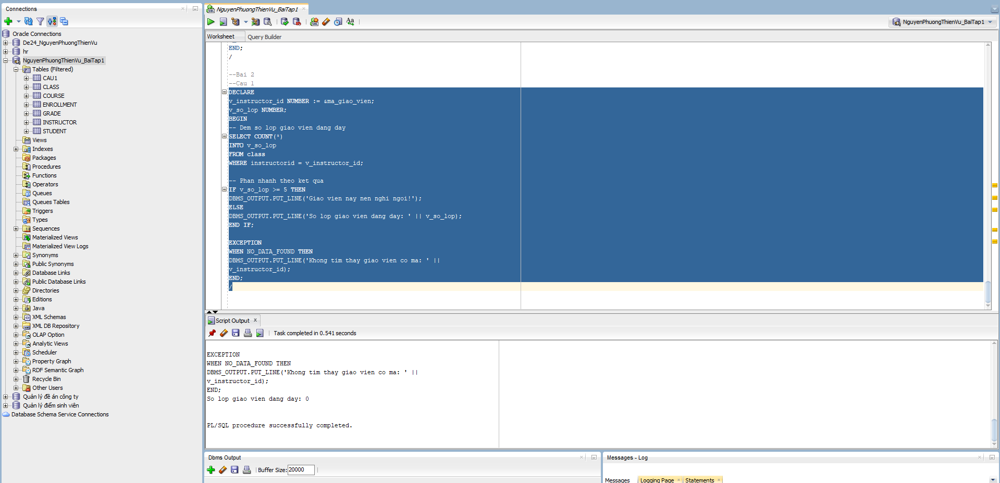 Connections
Oracle Connections
De24_NguyenPhuongThienVu
hr
NguyenPhuongThienVu_BaiTap1
Tables (Filtered)
CAU1
CLASS
COURSE
ENROLLMENT
GRADE
INSTRUCTOR
STUDENT
Views
Indexes
Packages
Procedures
Functions
Operators
Queues
Queues Tables
Triggers
Types
Sequences
Materialized Views
Materialized View Logs
Synonyms
Public Synonyms
Database Links
Public Database Links
Directories
Editions
Java
XML Schemas
XML DB Repository
OLAP Option
Analytic Views
Scheduler
Property Graph
RDF Semantic Graph
Recycle Bin
Other Users
Quản lý đề án công ty
Quản lý điểm sinh viên
Database Schema Service Connections
NguyenPhuongThienVu_BaiTap1
NguyenPhuongThienVu_BaiTap1
Worksheet Query Builder
END;
/
--Bai 2
--Cau 1
DECLARE
v_instructor_id NUMBER := &ma_giao_vien;
v_so_lop NUMBER;
BEGIN
-- Dem so lop giao vien dang day
SELECT COUNT(*)
INTO v_so_lop
FROM class
WHERE instructorid = v_instructor_id;
-- Phan nhanh theo ket qua
IF v_so_lop >= 5 THEN
DBMS_OUTPUT.PUT_LINE('Giao vien nay nen nghi ngoi!');
ELSE
DBMS_OUTPUT.PUT_LINE('So lop giao vien dang day: ' || v_so_lop);
END IF;
EXCEPTION
WHEN NO_DATA_FOUND THEN
DBMS_OUTPUT.PUT_LINE('Khong tim thay giao vien co ma: ' ||
v_instructor_id);
END;
/
Script Output
Task completed in 0.541 seconds
EXCEPTION
WHEN NO_DATA_FOUND THEN
DBMS_OUTPUT.PUT_LINE('Khong tim thay giao vien co ma: ' ||
v_instructor_id);
END;
So lop giao vien dang day: 0
PL/SQL procedure successfully completed.
Dbms Output
Buffer Size: 20000
Messages - Log
Messages Logging Page Statements